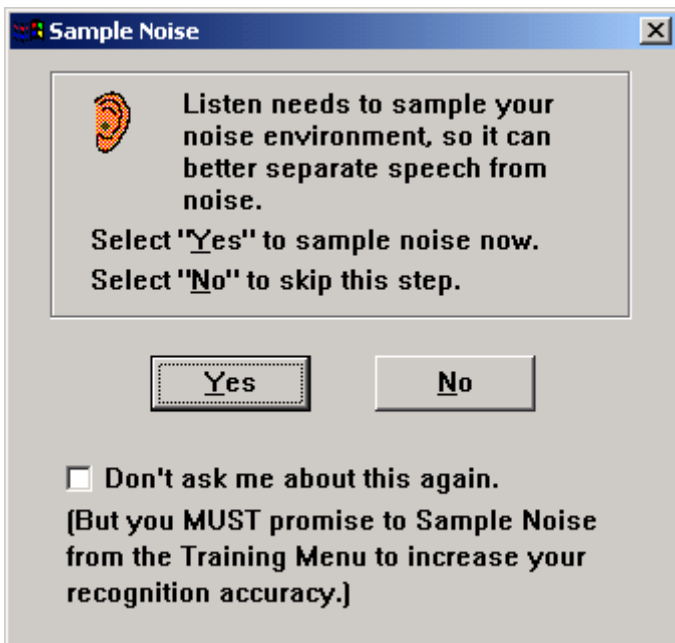 Sample Noise
Listen needs to sample your
noise environment, so it can
better separate speech from
noise.
Select "Yes" to sample noise now.
Select "No" to skip this step.
Yes
No
Don't ask me about this again.
(But you MUST promise to Sample Noise
from the Training Menu to increase your
recognition accuracy.)